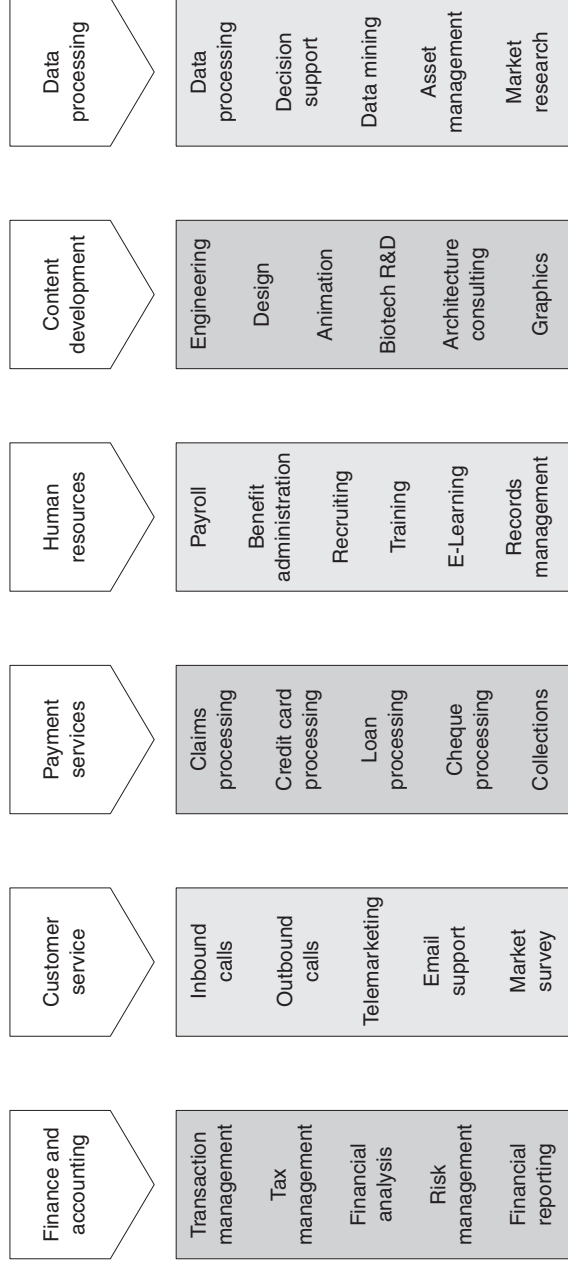 Finance and
accounting
Transaction
management
Tax
management
Financial
analysis
Risk
management
Financial
reporting
Customer
service
Inbound
calls
Outbound
calls
Telemarketing
Email
support
Market
survey
Payment
services
Claims
processing
Credit card
processing
Loan
processing
Cheque
processing
Collections
Human
resources
Payroll
Benefit
administration
Recruiting
Training
E-Learning
Records
management
Content
development
Engineering
Design
Animation
Biotech R&D
Architecture
consulting
Graphics
Data
processing
Data
processing
Decision
support
Data mining
Asset
management
Market
research